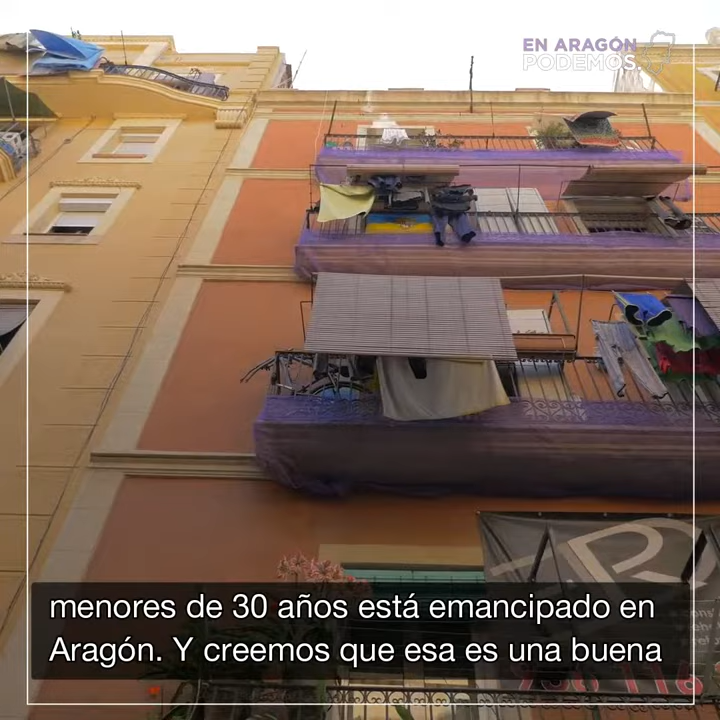 EN ARAGÓN
PODEMOS.
R
menores de 30 años está emancipado en
Aragón. Y creemos que esa es una buena